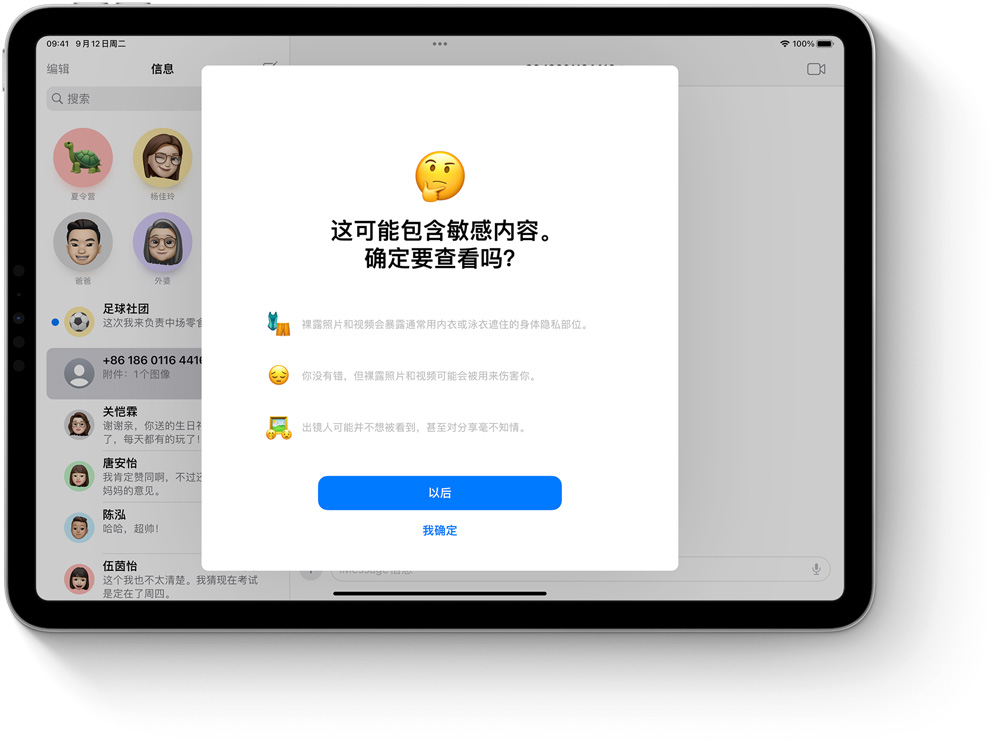 09:41 9月12日周二
100%
编辑
信息
搜索
夏令营
杨佳玲
爸爸
外婆
足球社团
这次我来负责中场零食
+86 186 0116 4416
附件：1个图像
关恺霖
谢谢亲，你送的生日礼
了，每天都有的玩了！
唐安怡
我肯定赞同啊，不过还
妈妈的意见。
陈泓
哈哈，超帅！
伍茵怡
这个我也不太清楚。我猜现在考试
是定在了周四。
这可能包含敏感内容。
确定要查看吗？
裸露照片和视频会暴露通常用内衣或泳衣遮住的身体隐私部位。
你没有错，但裸露照片和视频可能会被用来伤害你。
出镜人可能并不想被看到，甚至对分享毫不知情。
以后
我确定